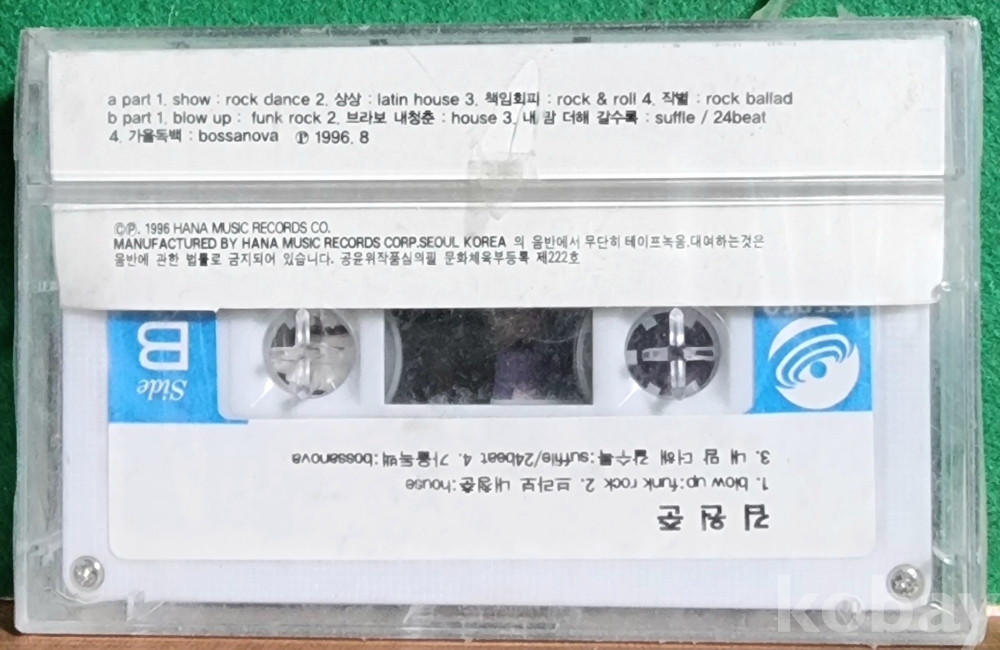 a part 1. show : rock dance 2. 상상 : latin house 3. 책임회피 : rock & roll 4. 작별 : rock ballad
b part 1. blow up : funk rock 2. 브라보 내청춘 : house 3. 내 맘 더해 갈수록 : suffle / 24beat
4. 가을독백 : bossanova ℗ 1996. 8
©℗. 1996 HANA MUSIC RECORDS CO.
MANUFACTURED BY HANA MUSIC RECORDS CORP.SEOUL KOREA 의 음반에서 무단히 테이프녹음.대여하는것은
음반에 관한 법률로 금지되어 있습니다. 공윤위작품심의필 문화체육부등록 제222호
Side
B
김원준
1. blow up:funk rock 2. 브라보 내청춘:house
3. 내 맘 더해 갈수록:suffle/24beat 4. 가을독백:bossanova
kobay